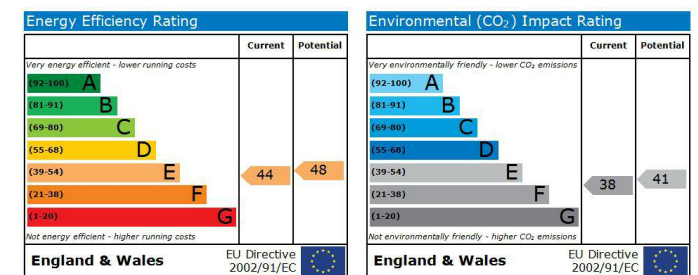 Energy Efficiency Rating
Current Potential
Very energy efficient - lower running costs
(92-100) A
(81-91) B
(69-80) C
(55-68) D
(39-54) E
(21-38) F
(1-20) G
44
48
Not energy efficient - higher running costs
England & Wales
EU Directive
2002/91/EC
Environmental (CO₂) Impact Rating
Current Potential
Very environmentally friendly - lower CO₂ emissions
(92-100) A
(81-91) B
(69-80) C
(55-68) D
(39-54) E
(21-38) F
(1-20) G
38
41
Not environmentally friendly - higher CO₂ emissions
England & Wales
EU Directive
2002/91/EC